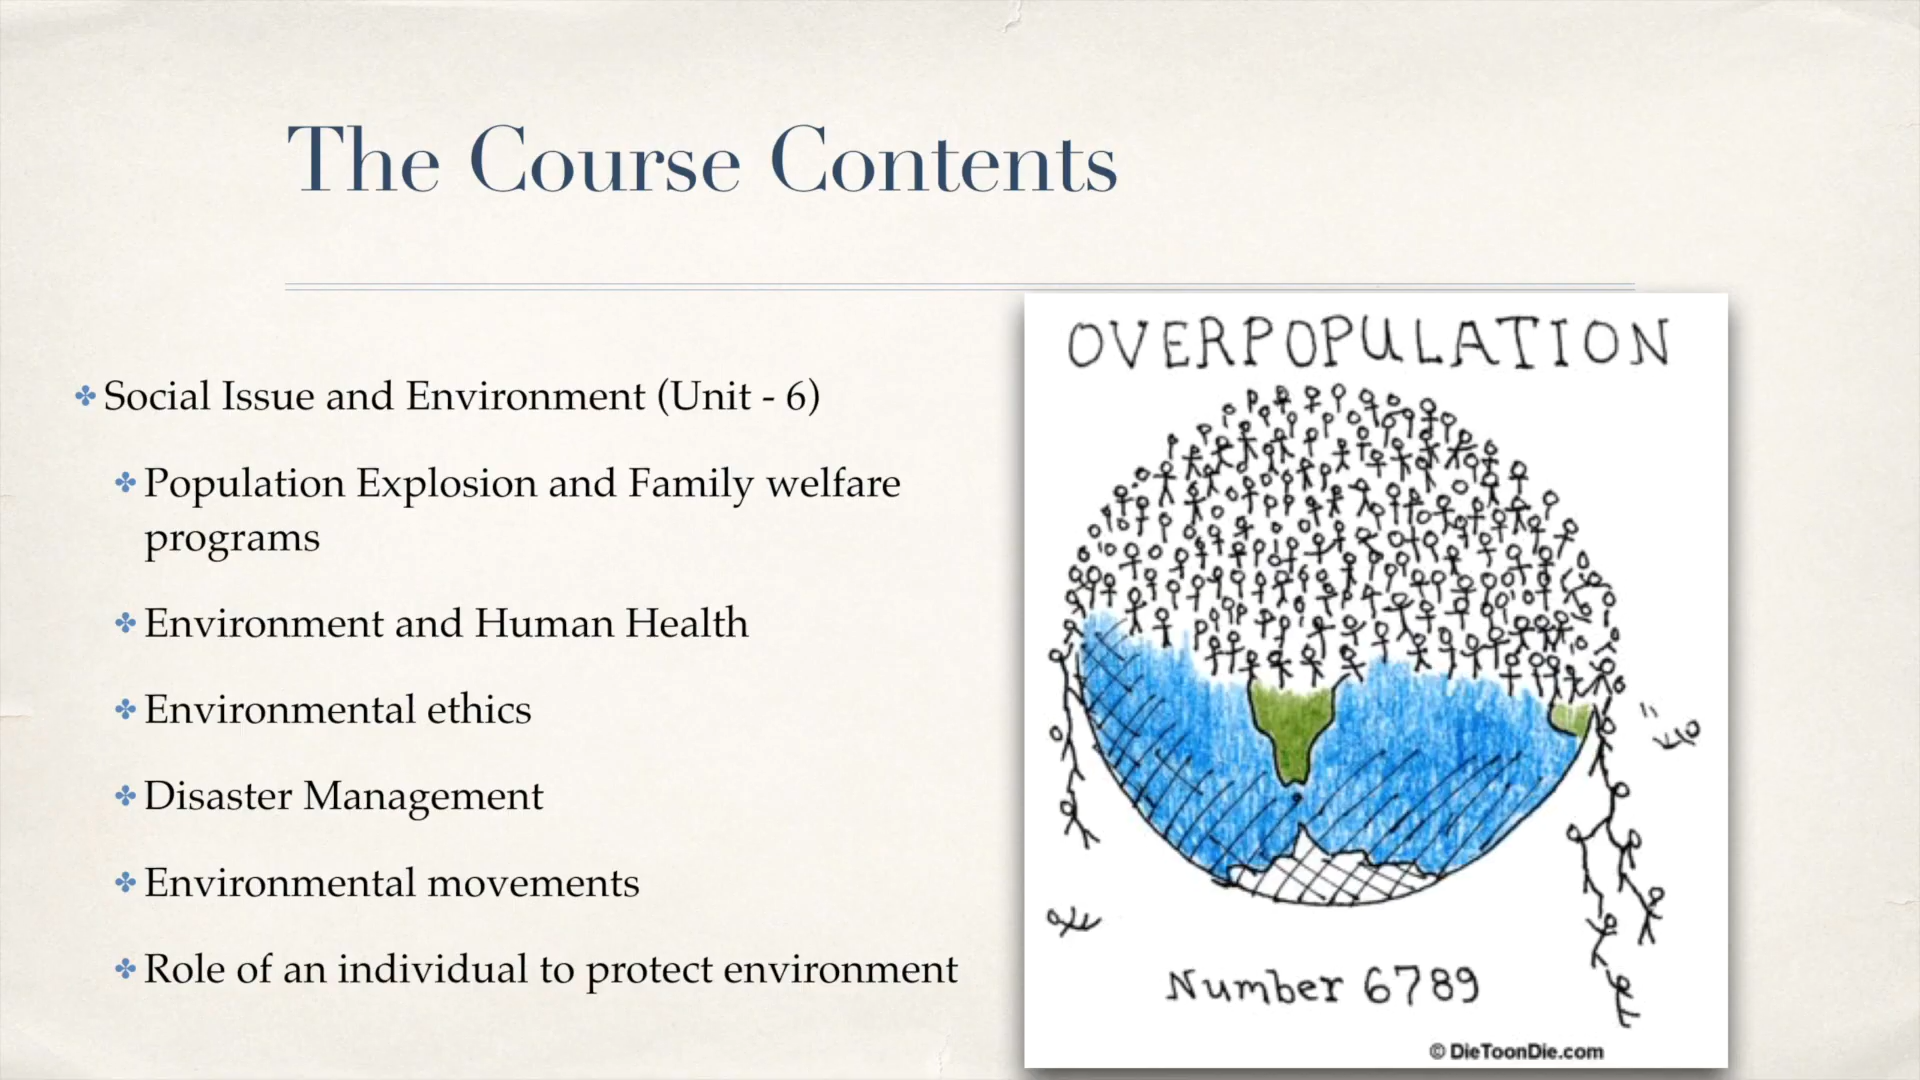 The Course Contents
Social Issue and Environment (Unit - 6)
Population Explosion and Family welfare
programs
Environment and Human Health
Environmental ethics
Disaster Management
Environmental movements
Role of an individual to protect environment
OVERPOPULATION
Number 6789
© DieToonDie.com